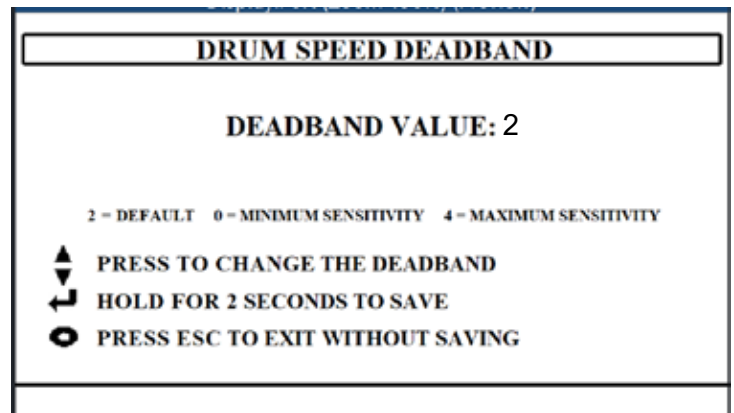 DRUM SPEED DEADBAND
DEADBAND VALUE: 2
2 = DEFAULT 0 = MINIMUM SENSITIVITY 4 = MAXIMUM SENSITIVITY
PRESS TO CHANGE THE DEADBAND
HOLD FOR 2 SECONDS TO SAVE
PRESS ESC TO EXIT WITHOUT SAVING